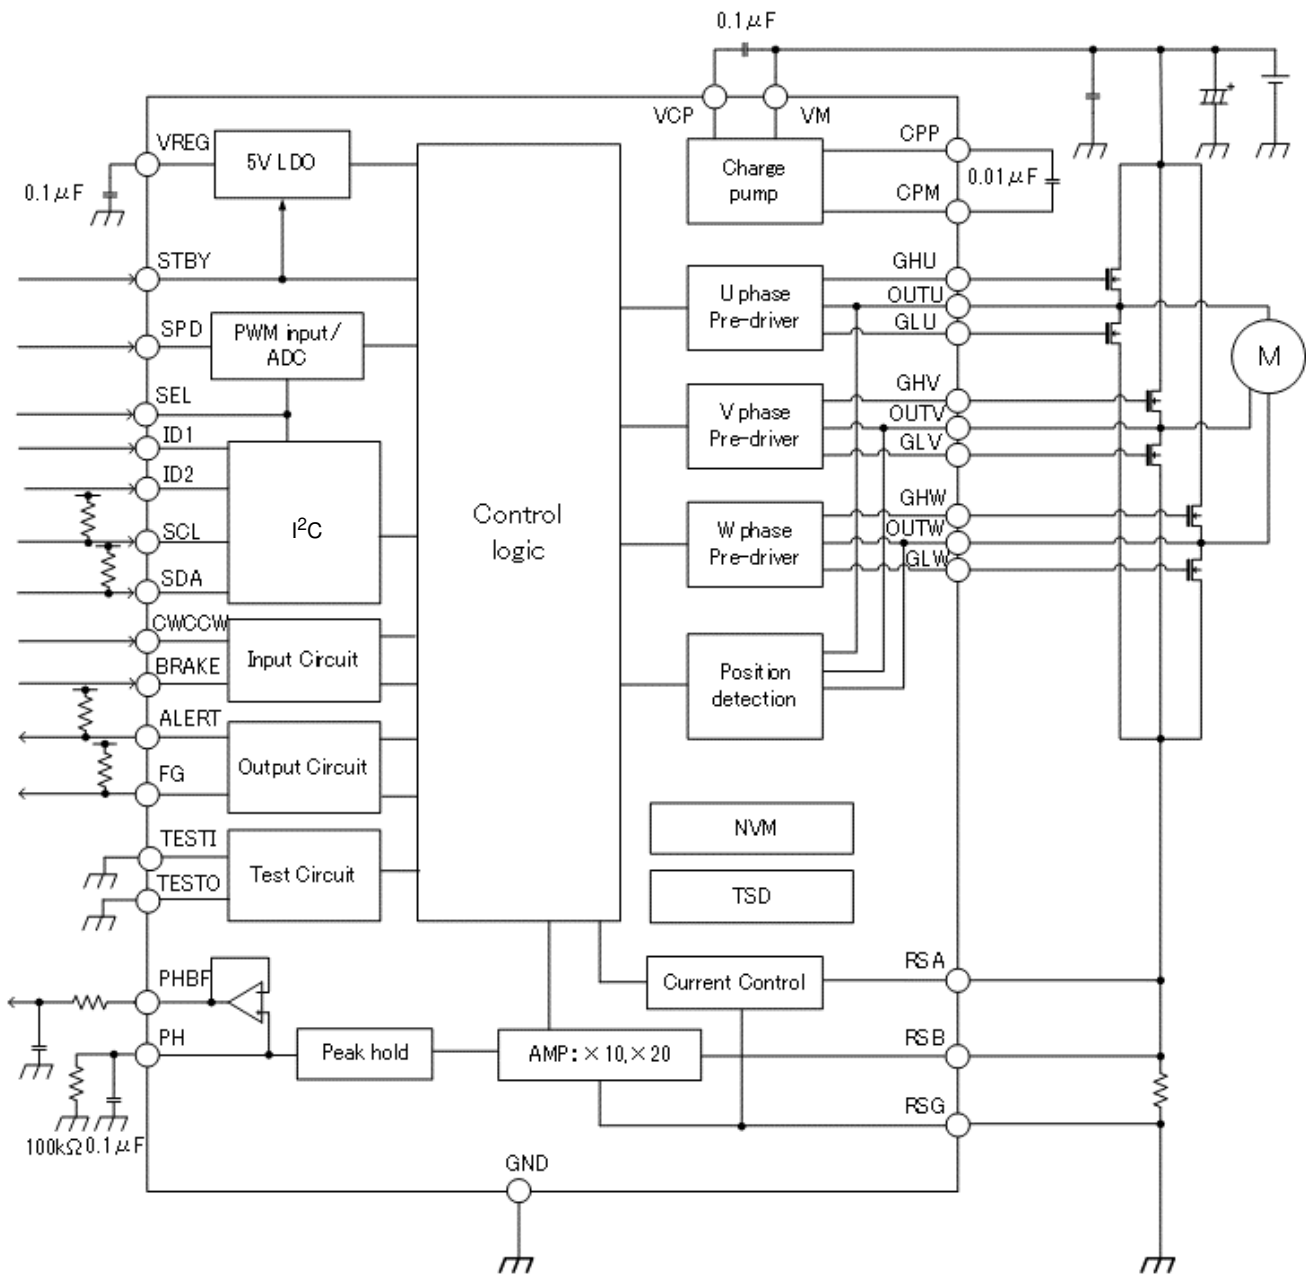 0.1μF
VCP
VM
VREG
5V LDO
0.1μF
Charge
pump
CPP
CPM
0.01μF
STBY
SPD
PWM input/
ADC
SEL
ID1
ID2
SCL
SDA
I²C
Control
logic
U phase
Pre-driver
GHU
OUTU
GLU
M
V phase
Pre-driver
GHV
OUTV
GLV
W phase
Pre-driver
GHW
OUTW
GLW
CWCCW
BRAKE
Input Circuit
Position
detection
ALERT
FG
Output Circuit
NVM
TSD
TESTI
TESTO
Test Circuit
PHBF
PH
Peak hold
Current Control
AMP:×10,×20
RSA
RSB
RSG
100kΩ
0.1μF
GND